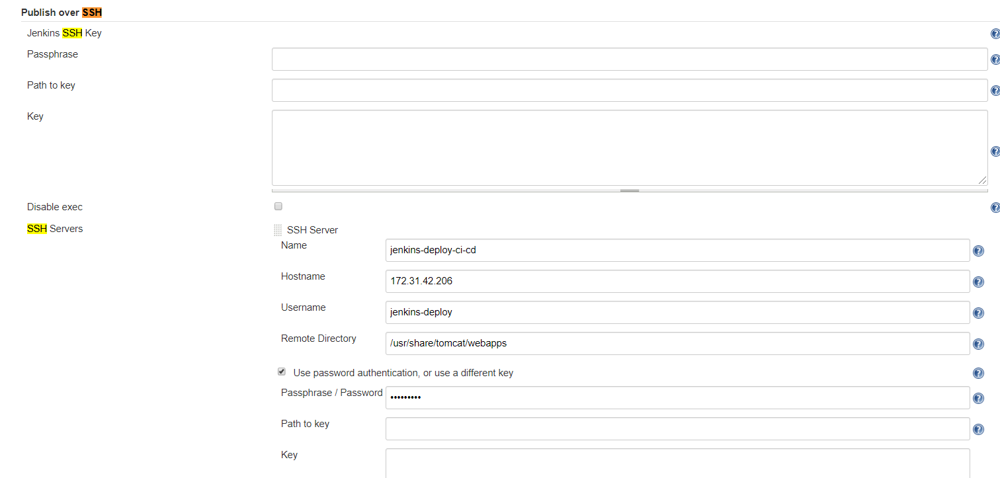 Publish over SSH
Jenkins SSH Key
Passphrase
Path to key
Key
Disable exec
SSH Servers
SSH Server
Name jenkins-deploy-ci-cd
Hostname 172.31.42.206
Username jenkins-deploy
Remote Directory /usr/share/tomcat/webapps
Use password authentication, or use a different key
Passphrase / Password •••••••••
Path to key
Key